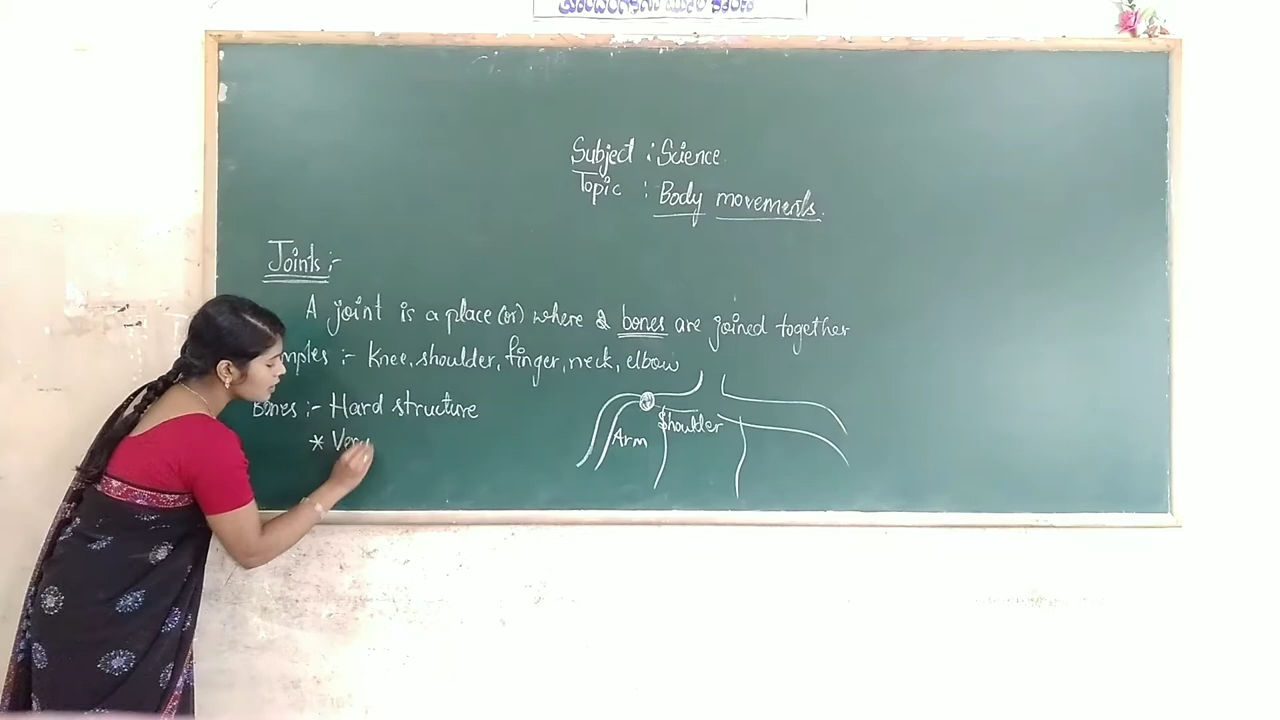 Subject : Science
Topic : Body movements.
Joints :-
A joint is a place (or) where 2 bones are joined together
mples :- Knee, shoulder, finger, neck, elbow
Bones :- Hard structure
* Very
Shoulder
Arm